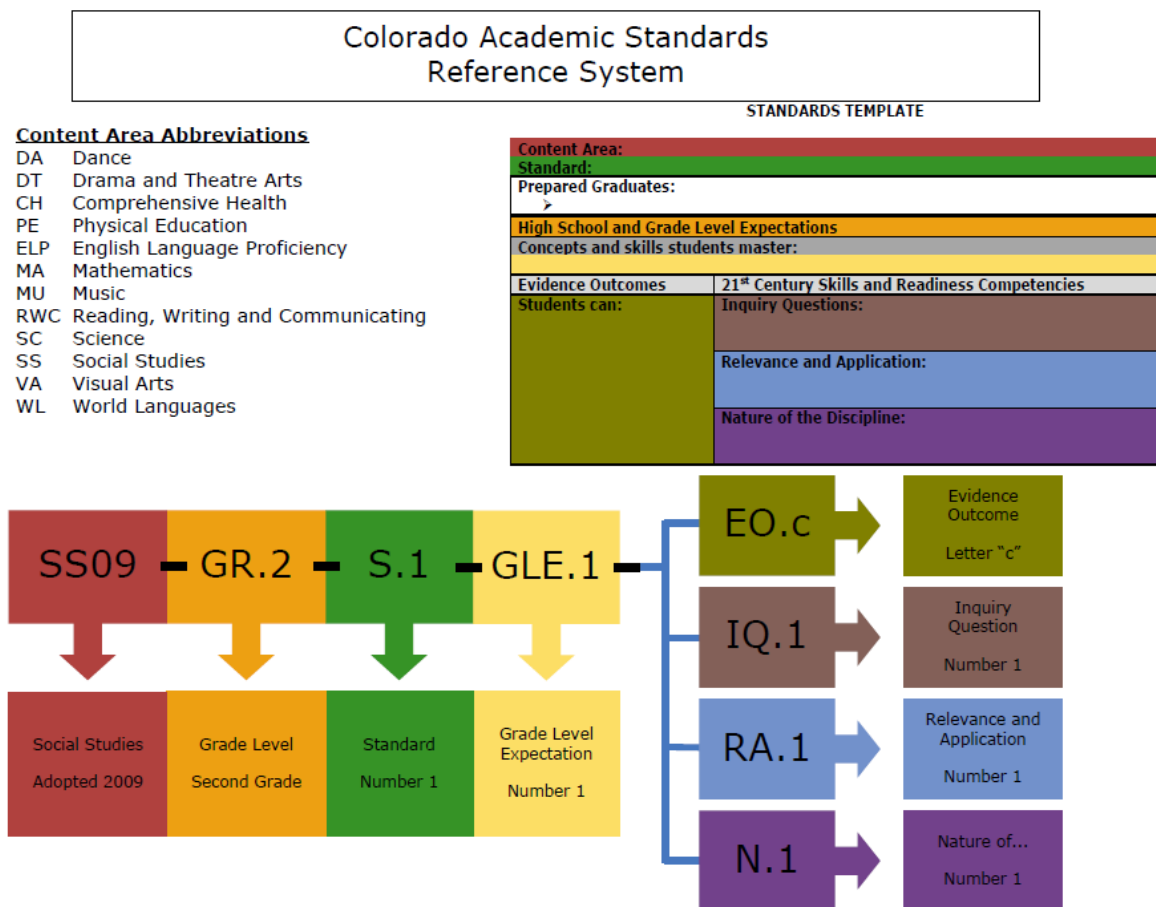 Colorado Academic Standards
Reference System
Content Area Abbreviations
DA Dance
DT Drama and Theatre Arts
CH Comprehensive Health
PE Physical Education
ELP English Language Proficiency
MA Mathematics
MU Music
RWC Reading, Writing and Communicating
SC Science
SS Social Studies
VA Visual Arts
WL World Languages
STANDARDS TEMPLATE
Content Area:
Standard:
Prepared Graduates:
➢
High School and Grade Level Expectations
Concepts and skills students master:
Evidence Outcomes
21st Century Skills and Readiness Competencies
Students can:
Inquiry Questions:
Relevance and Application:
Nature of the Discipline:
SS09 - GR.2 - S.1 - GLE.1 -
Social Studies
Adopted 2009
Grade Level
Second Grade
Standard
Number 1
Grade Level
Expectation
Number 1
EO.c
Evidence
Outcome
Letter “c”
IQ.1
Inquiry
Question
Number 1
RA.1
Relevance and
Application
Number 1
N.1
Nature of...
Number 1